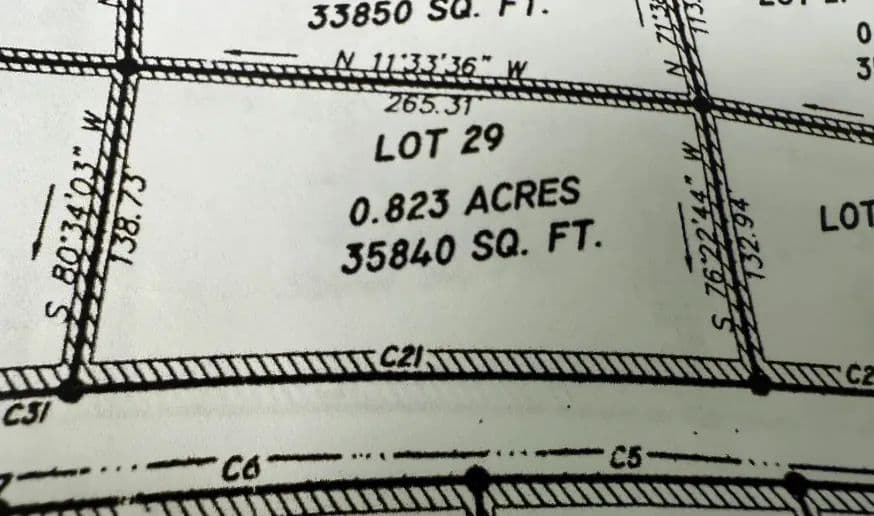 33850 SQ. FT.
N 11°33'36" W
265.31'
LOT 29
0.823 ACRES
35840 SQ. FT.
S 80°34'03" W
138.73'
S 76°22'44" W
132.94'
LOT
C21
C31
C6
C5